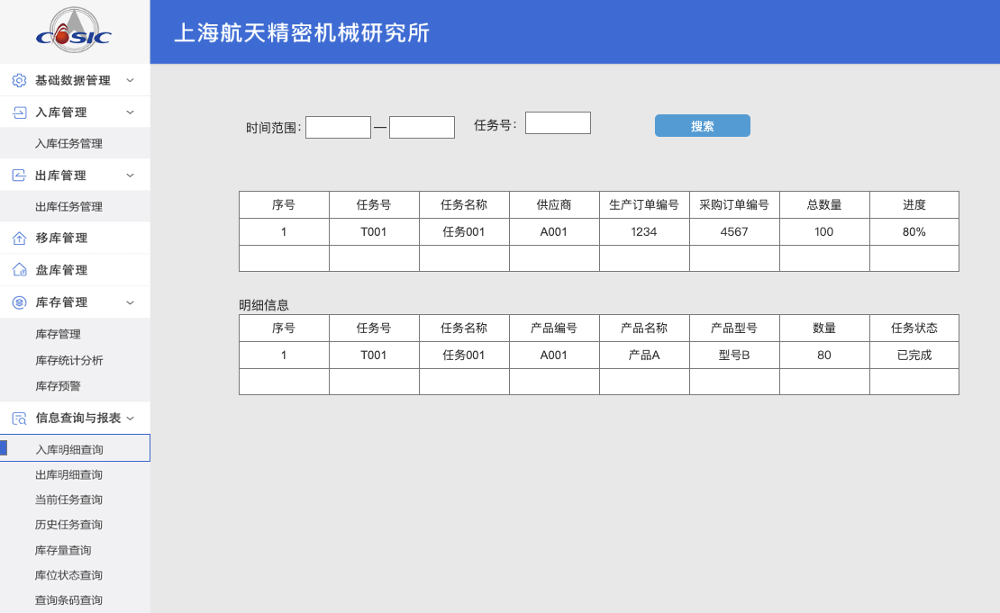 CASIC
上海航天精密机械研究所
基础数据管理
入库管理
入库任务管理
出库管理
出库任务管理
移库管理
盘库管理
库存管理
库存管理
库存统计分析
库存预警
信息查询与报表
入库明细查询
出库明细查询
当前任务查询
历史任务查询
库存量查询
库位状态查询
查询条码查询
时间范围: — 任务号: 搜索
序号 任务号 任务名称 供应商 生产订单编号 采购订单编号 总数量 进度
1 T001 任务001 A001 1234 4567 100 80%
明细信息
序号 任务号 任务名称 产品编号 产品名称 产品型号 数量 任务状态
1 T001 任务001 A001 产品A 型号B 80 已完成